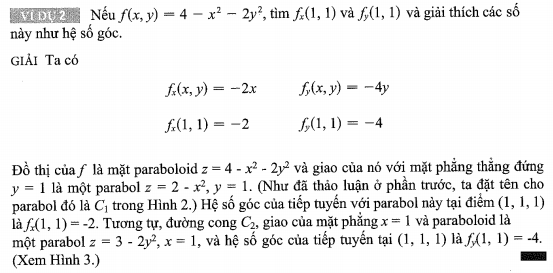 VÍ DỤ 2 Nếu f(x, y) = 4 − x² − 2y², tìm fₓ(1, 1) và fᵧ(1, 1) và giải thích các số
này như hệ số góc.
GIẢI Ta có
fₓ(x, y) = −2x fᵧ(x, y) = −4y
fₓ(1, 1) = −2 fᵧ(1, 1) = −4
Đồ thị của f là mặt paraboloid z = 4 - x² - 2y² và giao của nó với mặt phẳng thẳng đứng
y = 1 là một parabol z = 2 - x², y = 1. (Như đã thảo luận ở phần trước, ta đặt tên cho
parabol đó là C₁ trong Hình 2.) Hệ số góc của tiếp tuyến với parabol này tại điểm (1, 1, 1)
là fₓ(1, 1) = -2. Tương tự, đường cong C₂, giao của mặt phẳng x = 1 và paraboloid là
một parabol z = 3 - 2y², x = 1, và hệ số góc của tiếp tuyến tại (1, 1, 1) là fᵧ(1, 1) = -4.
(Xem Hình 3.)